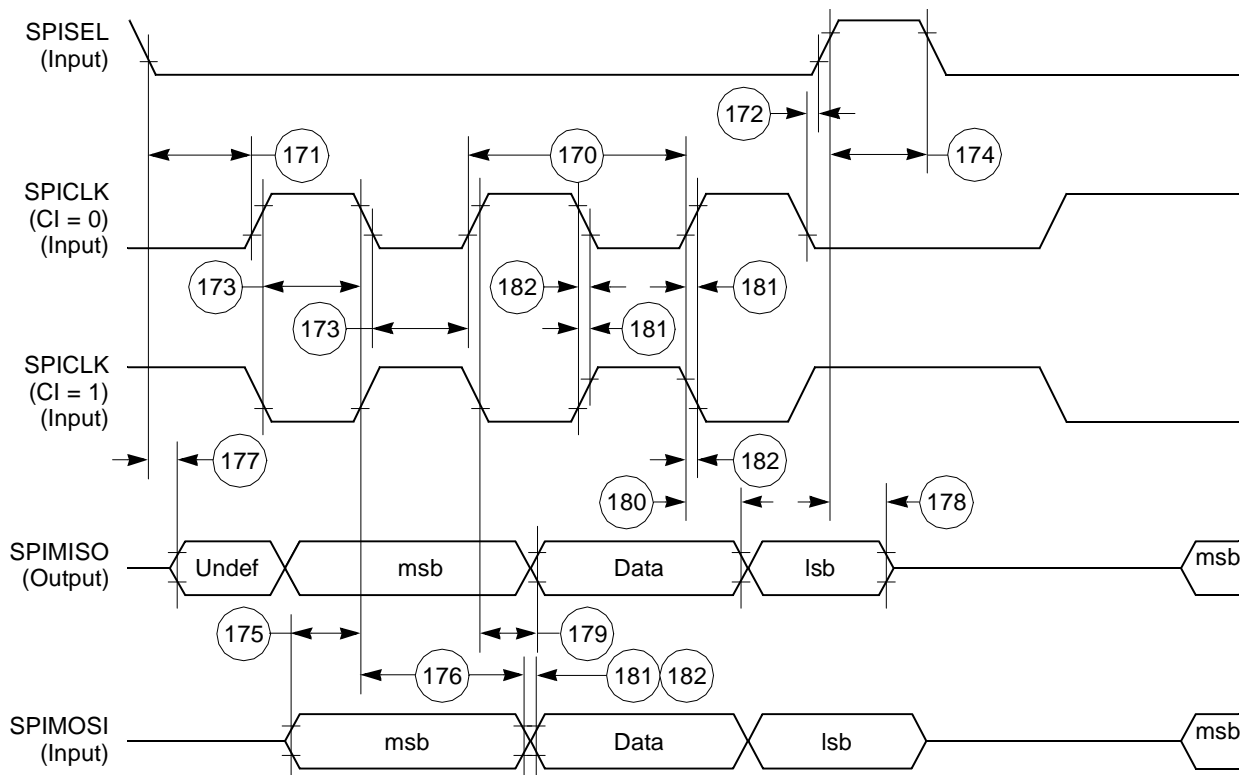 SPISEL
(Input)
172
171
170
174
SPICLK
(CI = 0)
(Input)
173
182
181
173
181
SPICLK
(CI = 1)
(Input)
177
182
180
178
SPIMISO
(Output)
Undef
msb
Data
lsb
msb
175
179
176
181
182
SPIMOSI
(Input)
msb
Data
lsb
msb